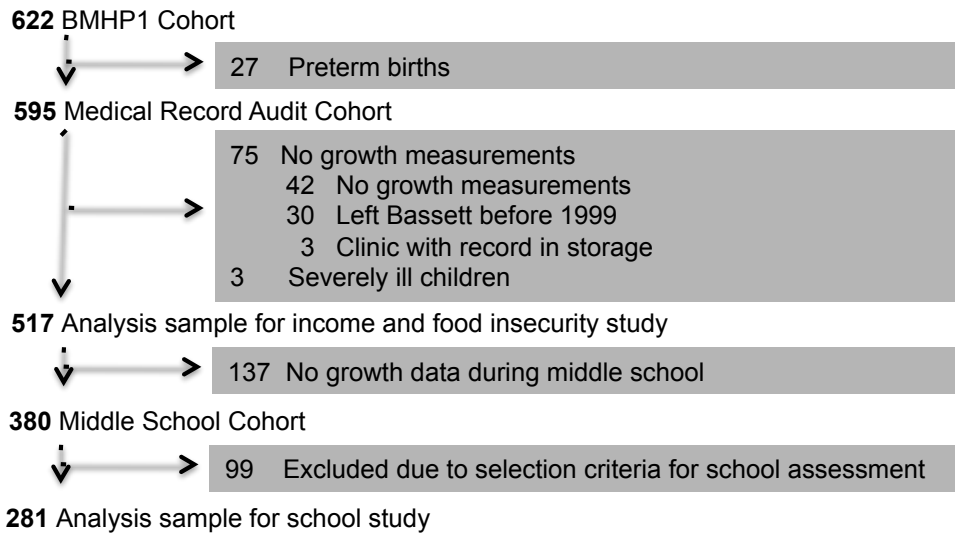 622 BMHP1 Cohort
27 Preterm births
595 Medical Record Audit Cohort
75 No growth measurements
42 No growth measurements
30 Left Bassett before 1999
3 Clinic with record in storage
3 Severely ill children
517 Analysis sample for income and food insecurity study
137 No growth data during middle school
380 Middle School Cohort
99 Excluded due to selection criteria for school assessment
281 Analysis sample for school study